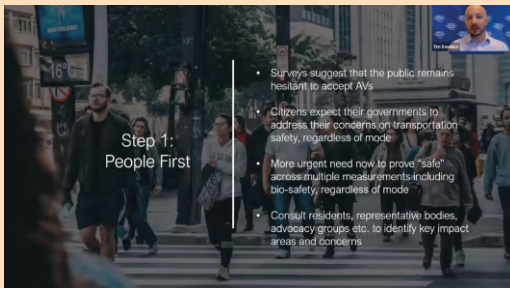 16°C
Step 1:
People First
• Surveys suggest that the public remains
hesitant to accept AVs
• Citizens expect their governments to
address their concerns on transportation
safety, regardless of mode
• More urgent need now to prove “safe”
across multiple measurements including
bio-safety, regardless of mode
• Consult residents, representative bodies,
advocacy groups etc. to identify key impact
areas and concerns